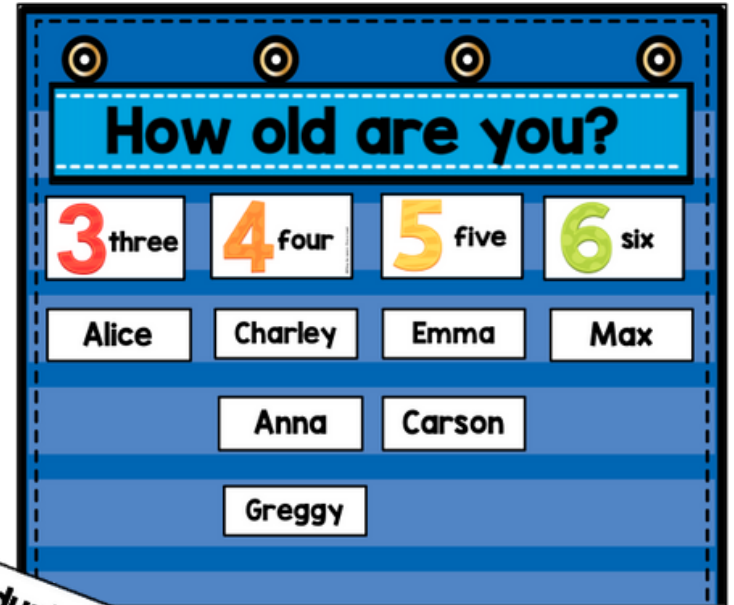 How old are you?
3 three 4 four 5 five 6 six
Alice Charley Emma Max
Anna Carson
Greggy